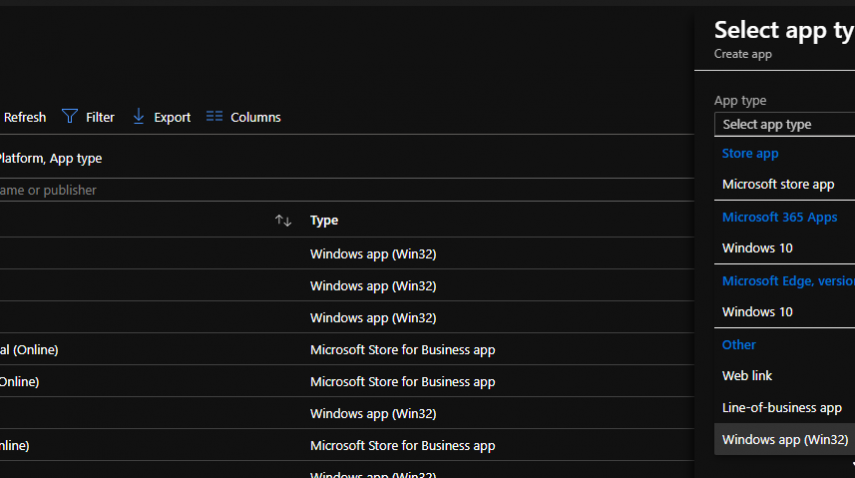 Select app ty
Create app
Refresh Filter Export Columns
Platform, App type
ame or publisher
Type
Windows app (Win32)
Windows app (Win32)
Windows app (Win32)
al (Online) Microsoft Store for Business app
Online) Microsoft Store for Business app
Windows app (Win32)
nline) Microsoft Store for Business app
Windows app (Win32)
App type
Select app type
Store app
Microsoft store app
Microsoft 365 Apps
Windows 10
Microsoft Edge, versio
Windows 10
Other
Web link
Line-of-business app
Windows app (Win32)